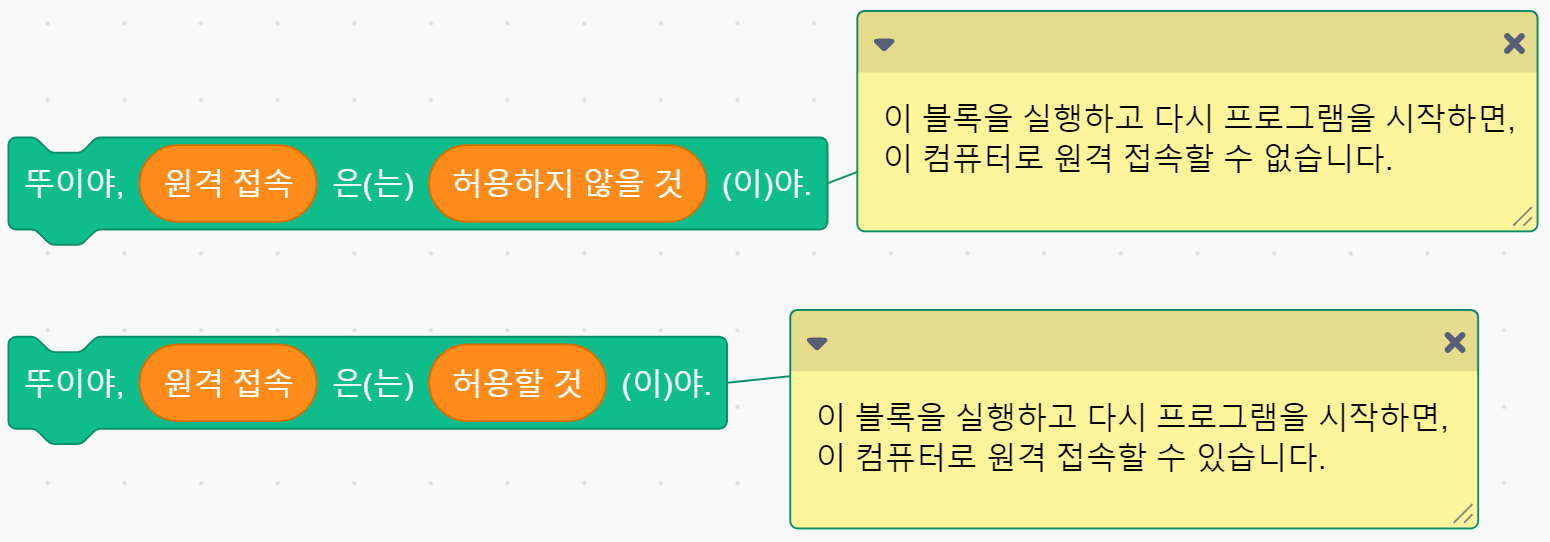 이 블록을 실행하고 다시 프로그램을 시작하면,
이 컴퓨터로 원격 접속할 수 없습니다.
뚜이야, 원격 접속 은(는) 허용하지 않을 것 (이)야.
이 블록을 실행하고 다시 프로그램을 시작하면,
이 컴퓨터로 원격 접속할 수 있습니다.
뚜이야, 원격 접속 은(는) 허용할 것 (이)야.